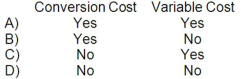 Conversion Cost Variable Cost
A) Yes Yes
B) Yes No
C) No Yes
D) No No